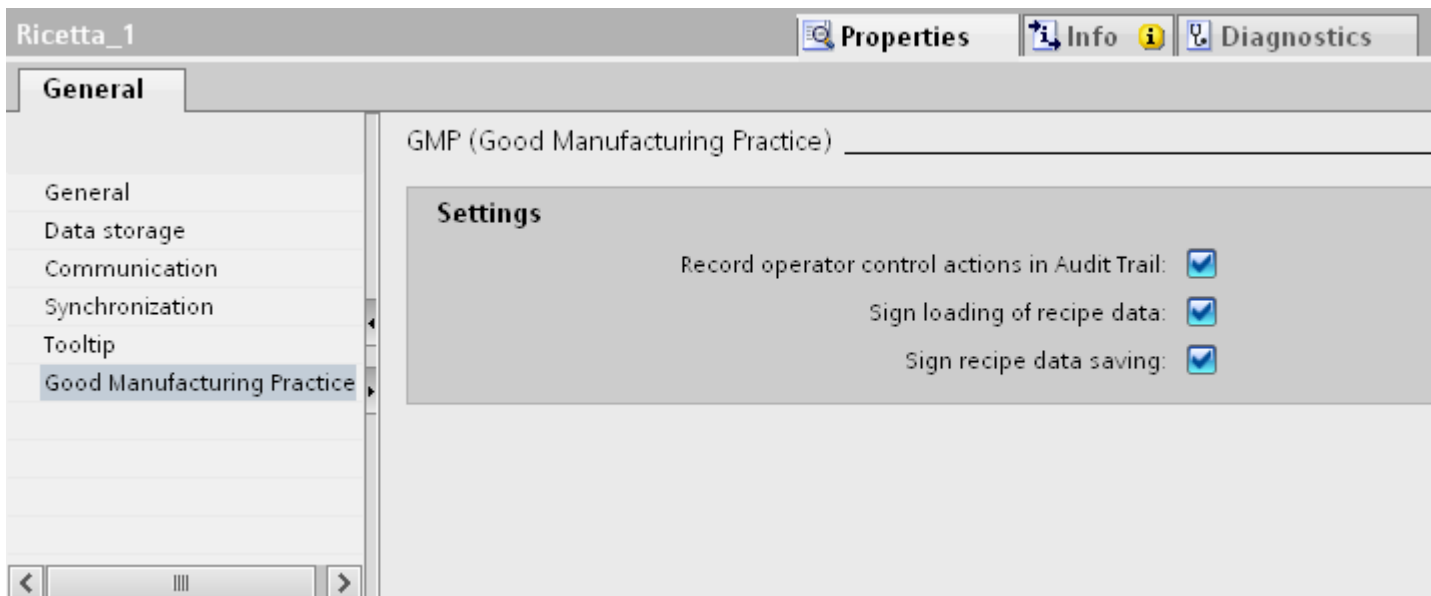 Ricetta_1
Properties
Info
Diagnostics
General
GMP (Good Manufacturing Practice)
General
Data storage
Communication
Synchronization
Tooltip
Good Manufacturing Practice
Settings
Record operator control actions in Audit Trail:
Sign loading of recipe data:
Sign recipe data saving: